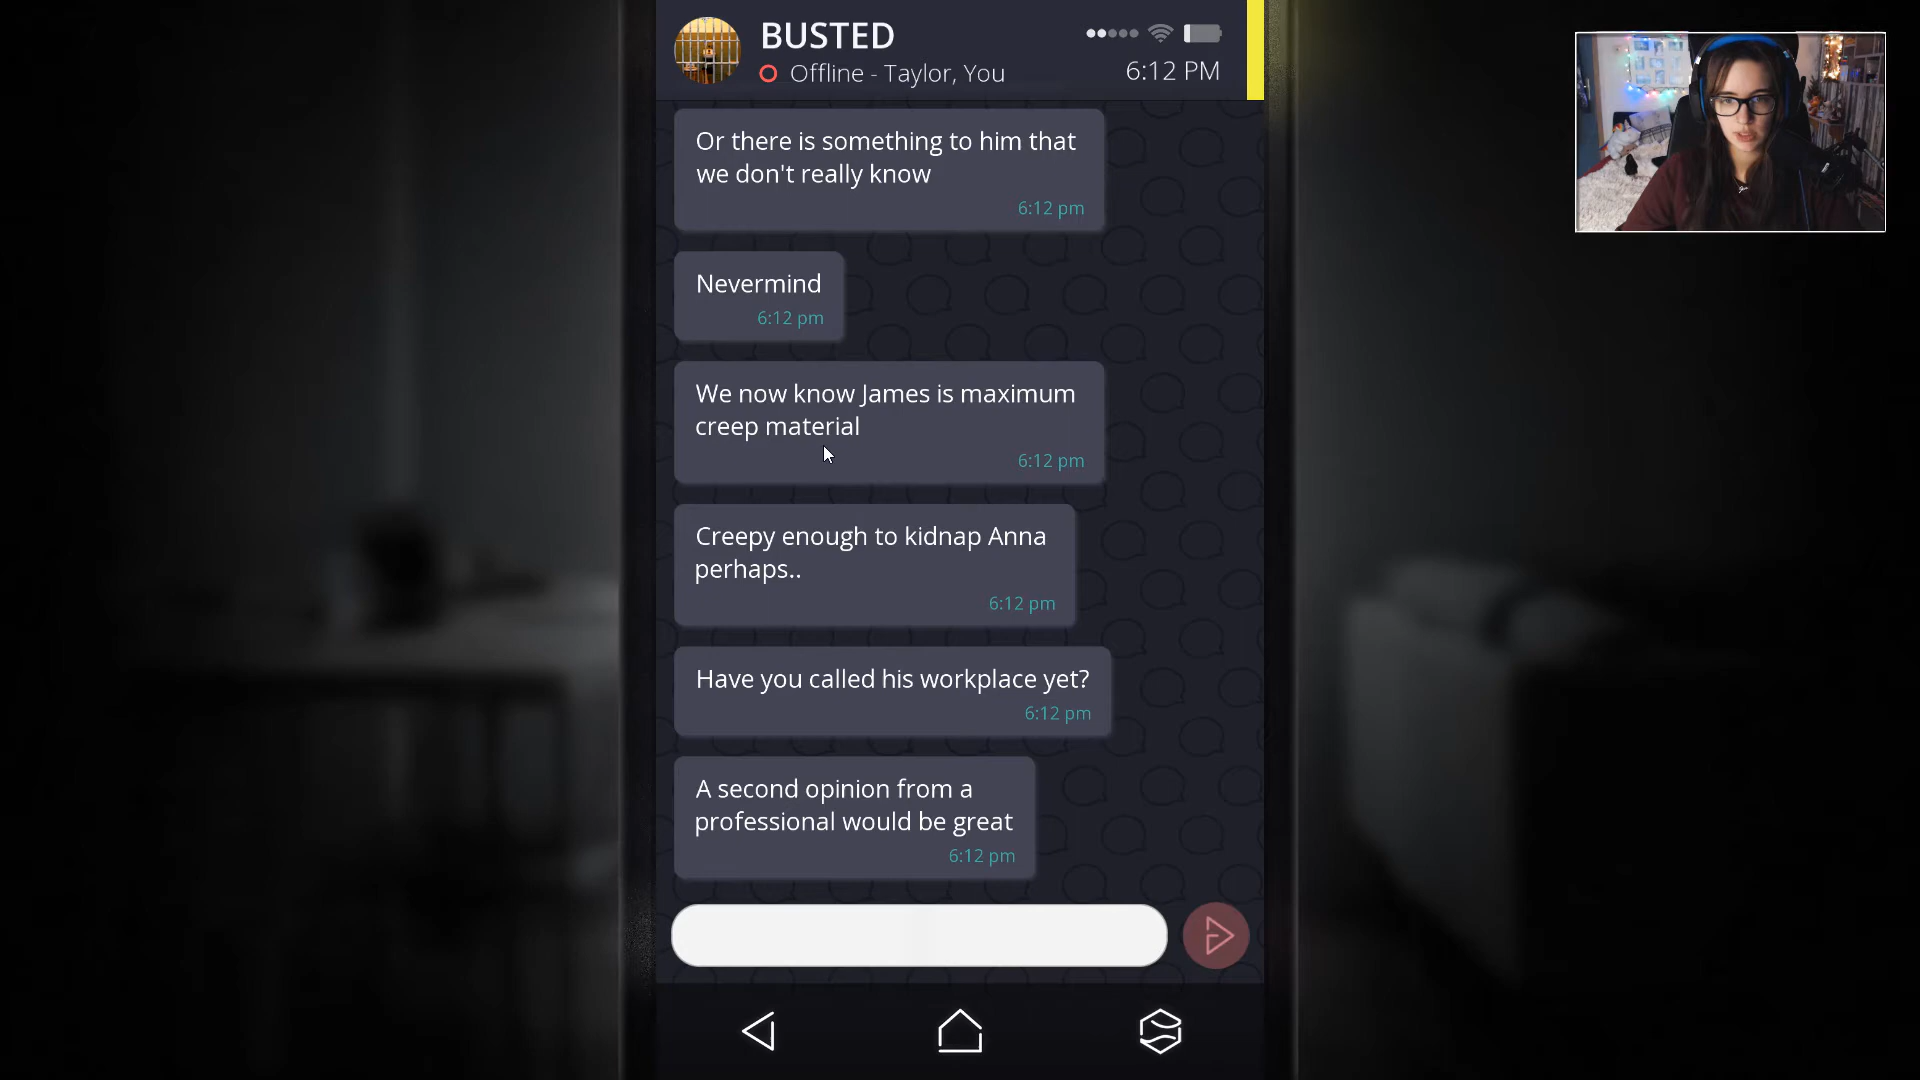 BUSTED
Offline - Taylor, You
6:12 PM
Or there is something to him that
we don't really know
6:12 pm
Nevermind
6:12 pm
We now know James is maximum
creep material
6:12 pm
Creepy enough to kidnap Anna
perhaps..
6:12 pm
Have you called his workplace yet?
6:12 pm
A second opinion from a
professional would be great
6:12 pm